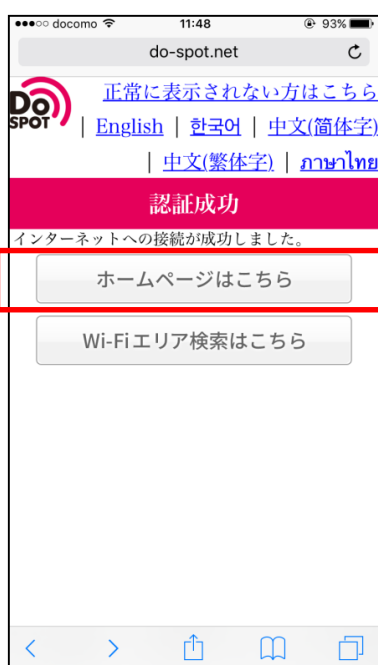 docomo 11:48 93%
do-spot.net
Do SPOT
正常に表示されない方はこちら
| English | 한국어 | 中文(简体字)
| 中文(繁体字) | ภาษาไทย
認証成功
インターネットへの接続が成功しました。
ホームページはこちら
Wi-Fiエリア検索はこちら